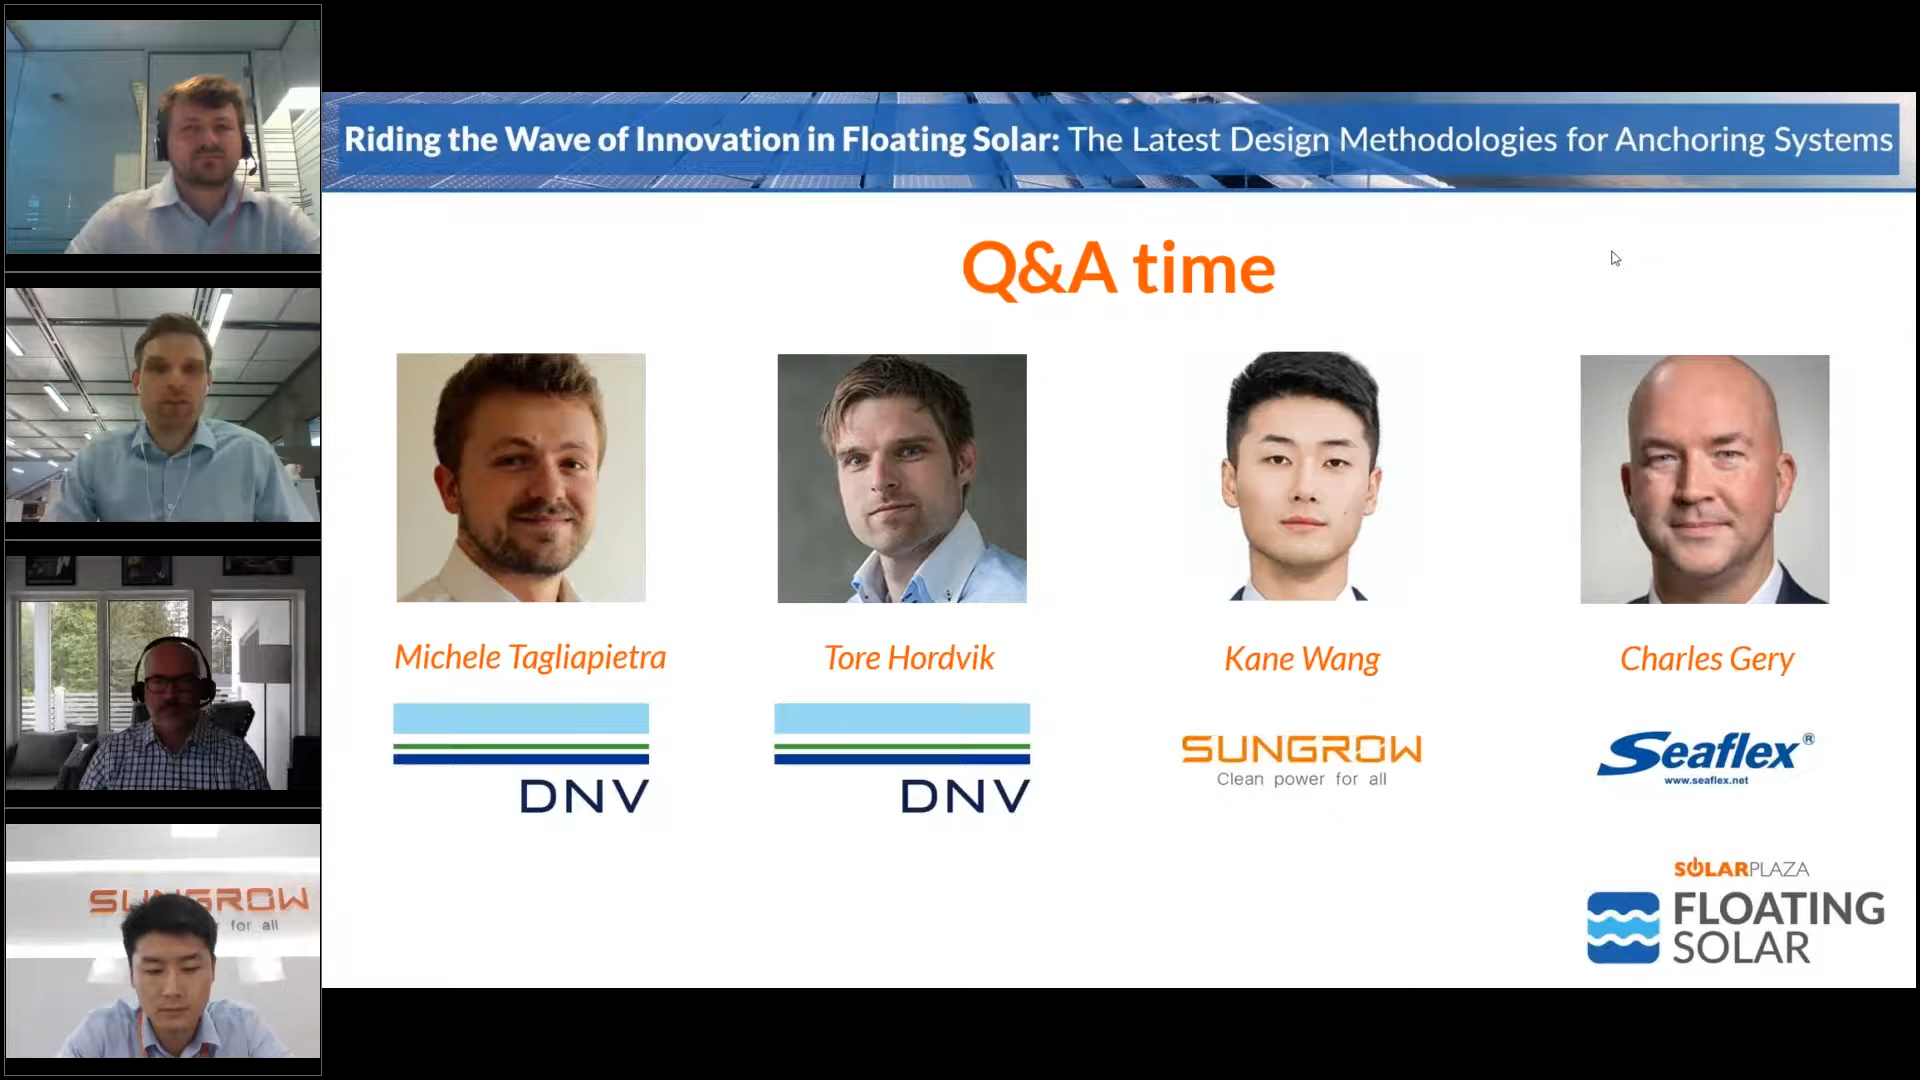 Riding the Wave of Innovation in Floating Solar: The Latest Design Methodologies for Anchoring Systems
Q&A time
Michele Tagliapietra
Tore Hordvik
Kane Wang
Charles Gery
DNV
DNV
SUNGROW
Clean power for all
Seaflex®
www.seaflex.net
SOLARPLAZA
FLOATING
SOLAR
SUNGROW
for all